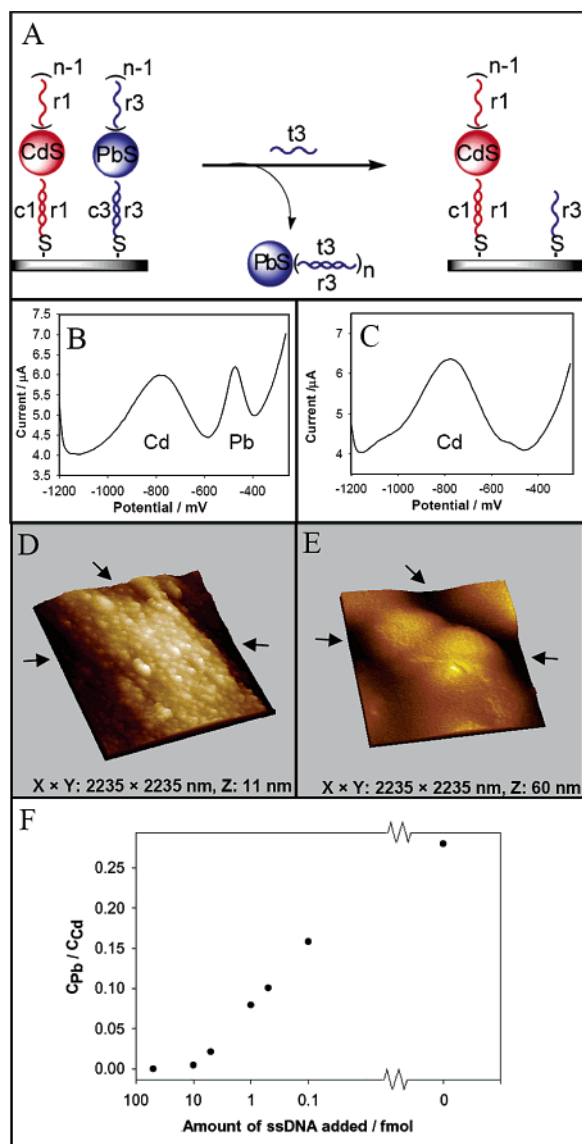 A
n-1 n-1
r1 r3
CdS PbS
c1 r1 c3 r3
S S
t3
PbS ( t3 ) n
r3
n-1
r1
CdS
c1 r1 r3
S S
B
7.0
6.5
6.0
5.5
5.0
4.5
4.0
3.5
Current / µA
Cd Pb
-1200 -1000 -800 -600 -400
Potential / mV
C
6
5
4
Current /µA
Cd
-1200 -1000 -800 -600 -400
Potential / mV
D
X × Y: 2235 × 2235 nm, Z: 11 nm
E
X × Y: 2235 × 2235 nm, Z: 60 nm
F
0.25
0.20
0.15
0.10
0.05
0.00
CPb / CCd
100 10 1 0.1 0
Amount of ssDNA added / fmol